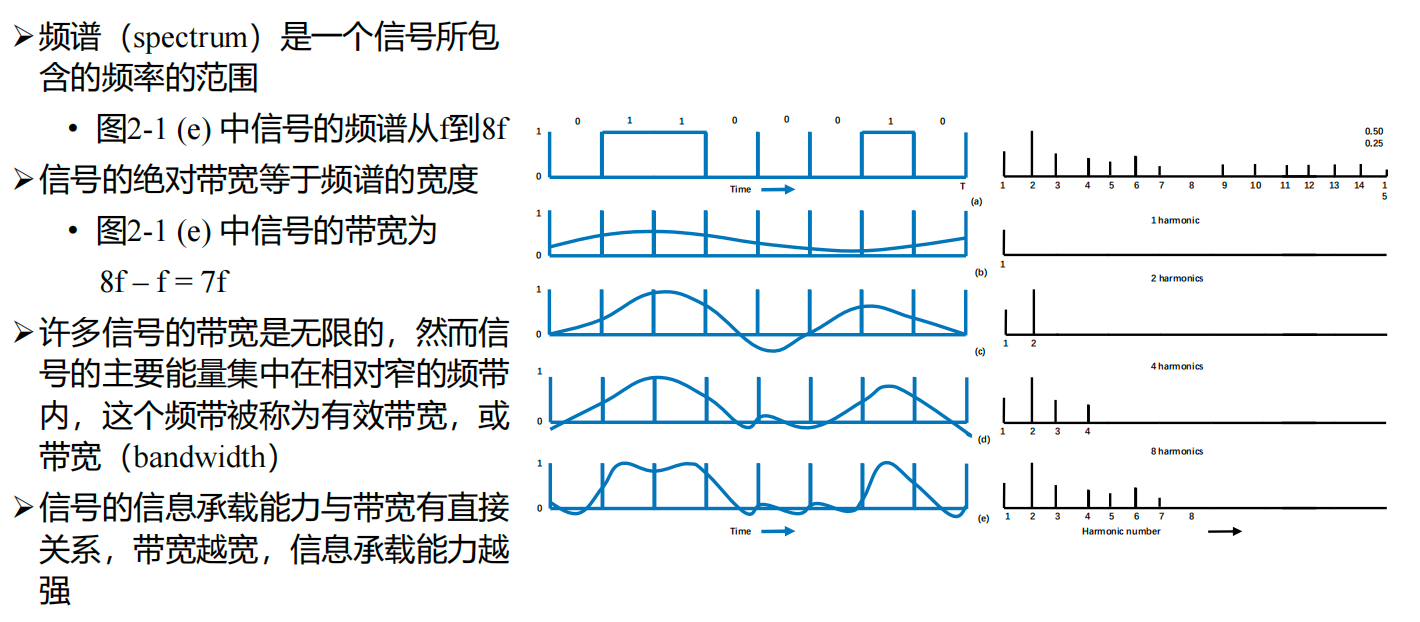 ➢频谱（spectrum）是一个信号所包
含的频率的范围
• 图2-1 (e) 中信号的频谱从f到8f
➢信号的绝对带宽等于频谱的宽度
• 图2-1 (e) 中信号的带宽为
8f – f = 7f
➢许多信号的带宽是无限的，然而信
号的主要能量集中在相对窄的频带
内，这个频带被称为有效带宽，或
带宽（bandwidth）
➢信号的信息承载能力与带宽有直接
关系，带宽越宽，信息承载能力越
强
0 1 1 0 0 0 1 0
1
0
Time
T
(a)
0.50
0.25
1 2 3 4 5 6 7 8 9 10 11 12 13 14 1
5
1
0
(b)
1 harmonic
1
1
0
(c)
2 harmonics
1 2
1
0
(d)
4 harmonics
1 2 3 4
1
0
Time
(e)
8 harmonics
1 2 3 4 5 6 7 8
Harmonic number